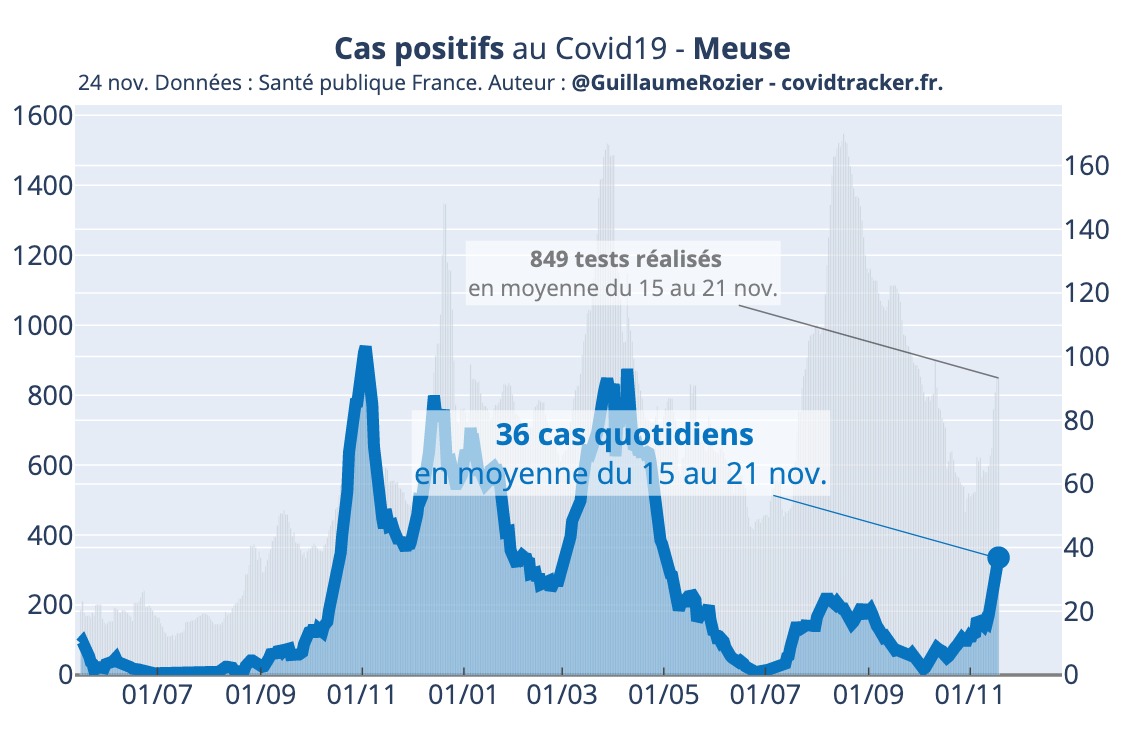 Cas positifs au Covid19 - Meuse
24 nov. Données : Santé publique France. Auteur : @GuillaumeRozier - covidtracker.fr.
1600
1400
1200
1000
800
600
400
200
0
160
140
120
100
80
60
40
20
0
849 tests réalisés
en moyenne du 15 au 21 nov.
36 cas quotidiens
en moyenne du 15 au 21 nov.
01/07 01/09 01/11 01/01 01/03 01/05 01/07 01/09 01/11